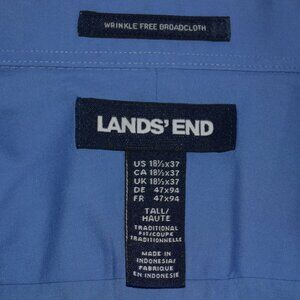 WRINKLE FREE BROADCLOTH
LANDS' END
US 18½x37
CA 18½x37
UK 18½x37
DE 47x94
FR 47x94
TALL/
HAUTE
TRADITIONAL
FIT/COUPE
TRADITIONNELLE
MADE IN
INDONESIA/
FABRIQUÉ
EN INDONESIE